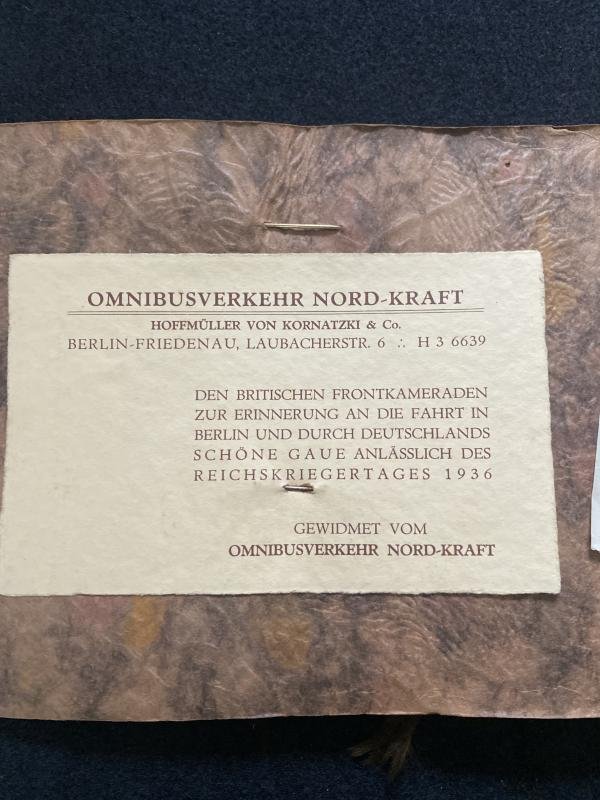 OMNIBUSVERKEHR NORD-KRAFT
HOFFMÜLLER VON KORNATZKI & Co.
BERLIN-FRIEDENAU, LAUBACHERSTR. 6 ∴ H 3 6639
DEN BRITISCHEN FRONTKAMERADEN
ZUR ERINNERUNG AN DIE FAHRT IN
BERLIN UND DURCH DEUTSCHLANDS
SCHÖNE GAUE ANLÄSSLICH DES
REICHSKRIEGERTAGES 1936
GEWIDMET VOM
OMNIBUSVERKEHR NORD-KRAFT